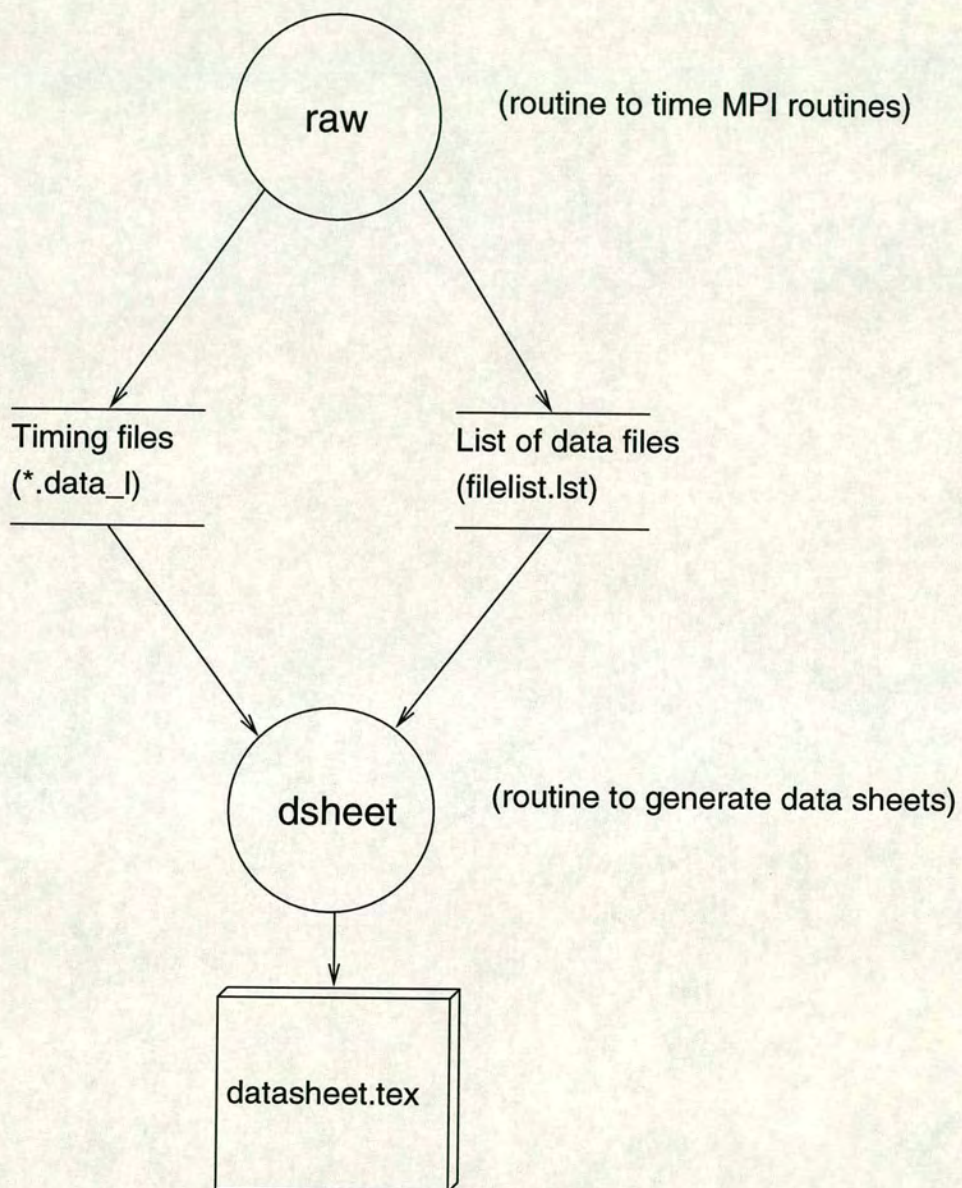 raw
(routine to time MPI routines)
Timing files
(*.data_l)
List of data files
(filelist.lst)
dsheet
(routine to generate data sheets)
datasheet.tex